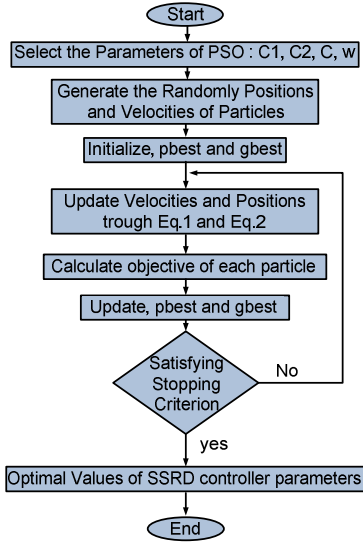 Start
Select the Parameters of PSO : C1, C2, C, w
Generate the Randomly Positions
and Velocities of Particles
Initialize, pbest and gbest
Update Velocities and Positions
trough Eq.1 and Eq.2
Calculate objective of each particle
Update, pbest and gbest
Satisfying
Stopping
Criterion
No
yes
Optimal Values of SSRD controller parameters
End